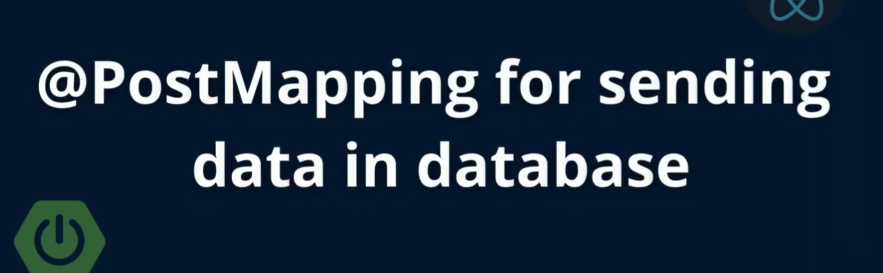 @PostMapping for sending
data in database